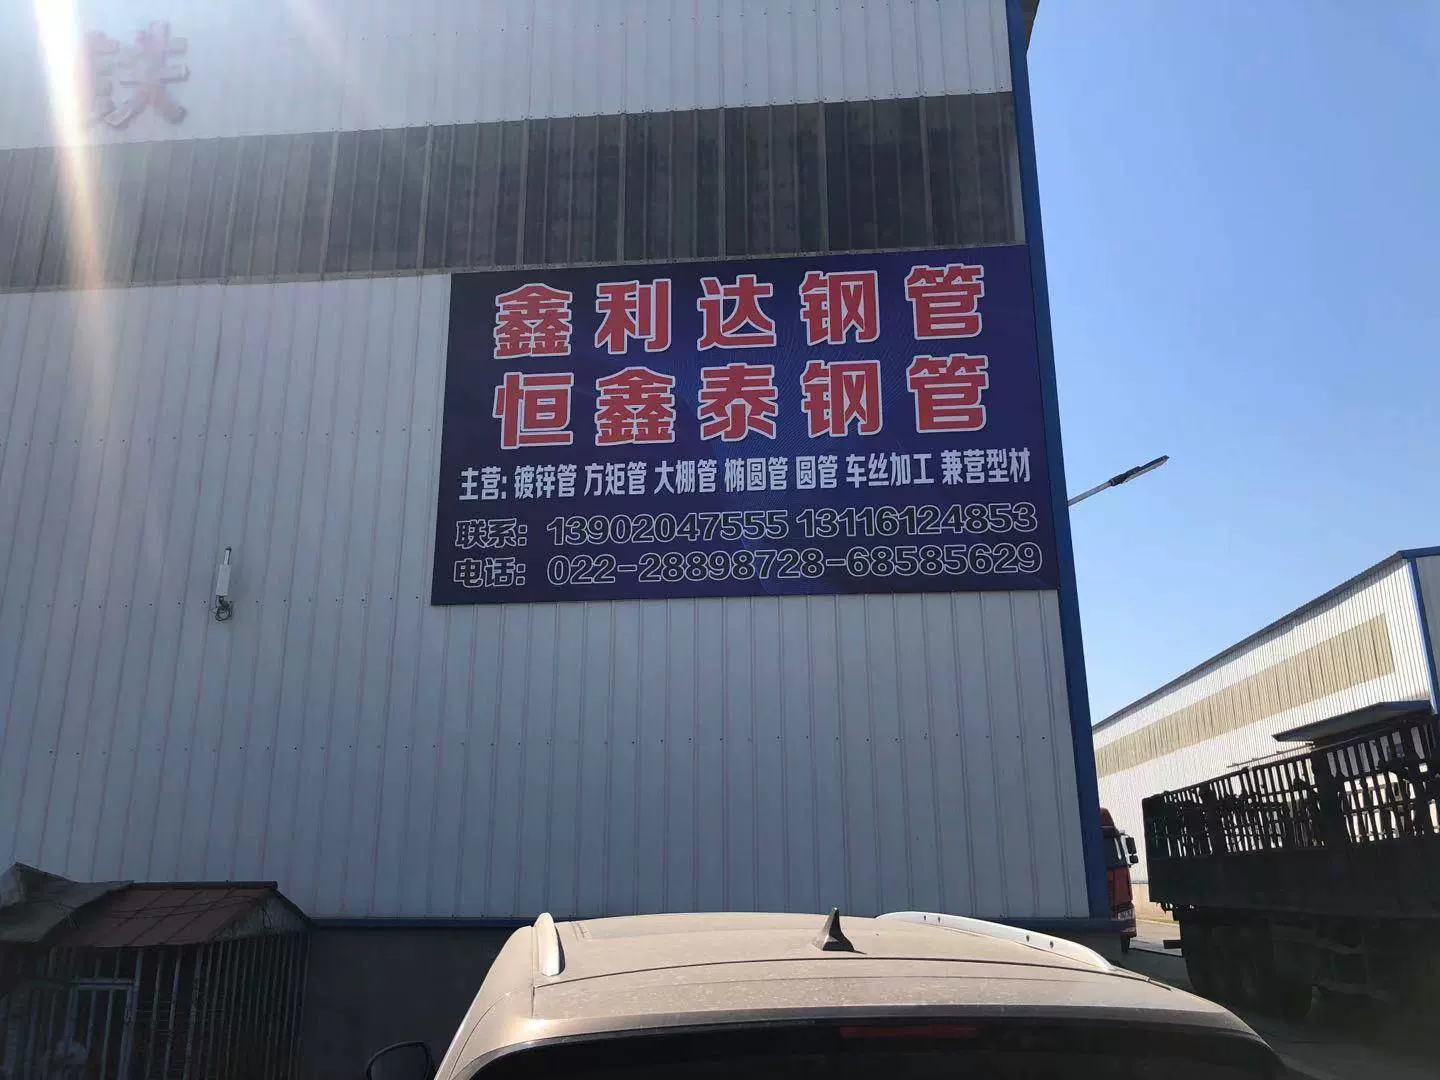 铁
鑫利达钢管
恒鑫泰钢管
主营: 镀锌管 方矩管 大棚管 椭圆管 圆管 车丝加工 兼营型材
联系: 13902047555 13116124853
电话: 022-28898728-68585629